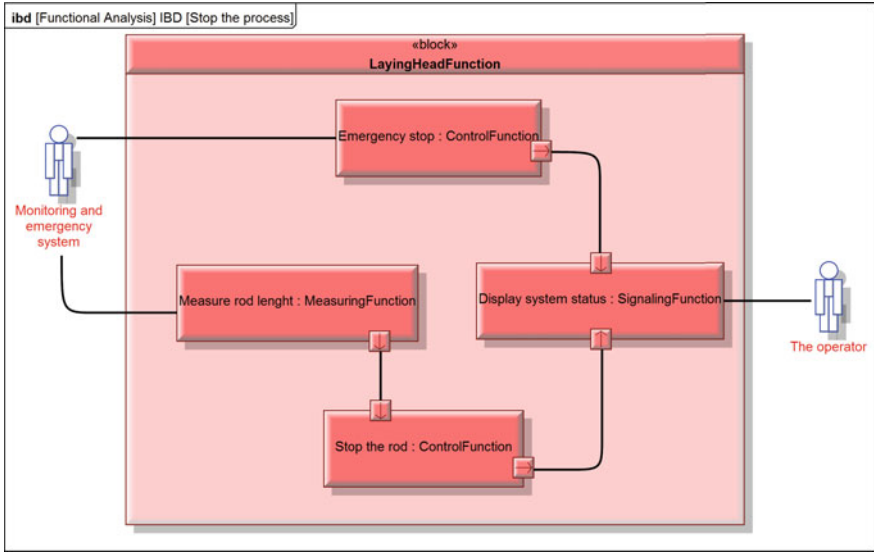 ibd [Functional Analysis] IBD [Stop the process]
«block»
LayingHeadFunction
Emergency stop : ControlFunction
Monitoring and
emergency
system
Measure rod lenght : MeasuringFunction
Display system status : SignalingFunction
The operator
Stop the rod : ControlFunction